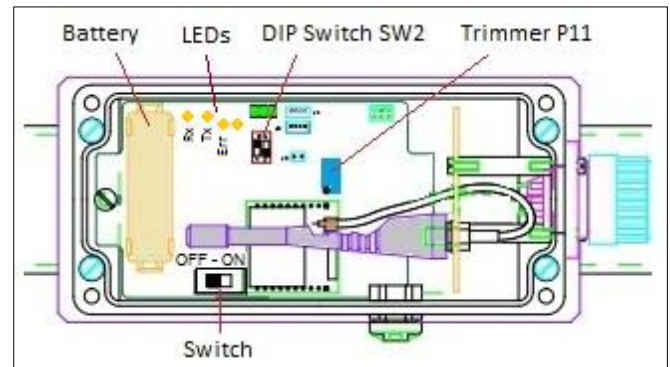 Battery
LEDs
DIP Switch SW2
Trimmer P11
Rx
Tx
Err
OFF - ON
Switch